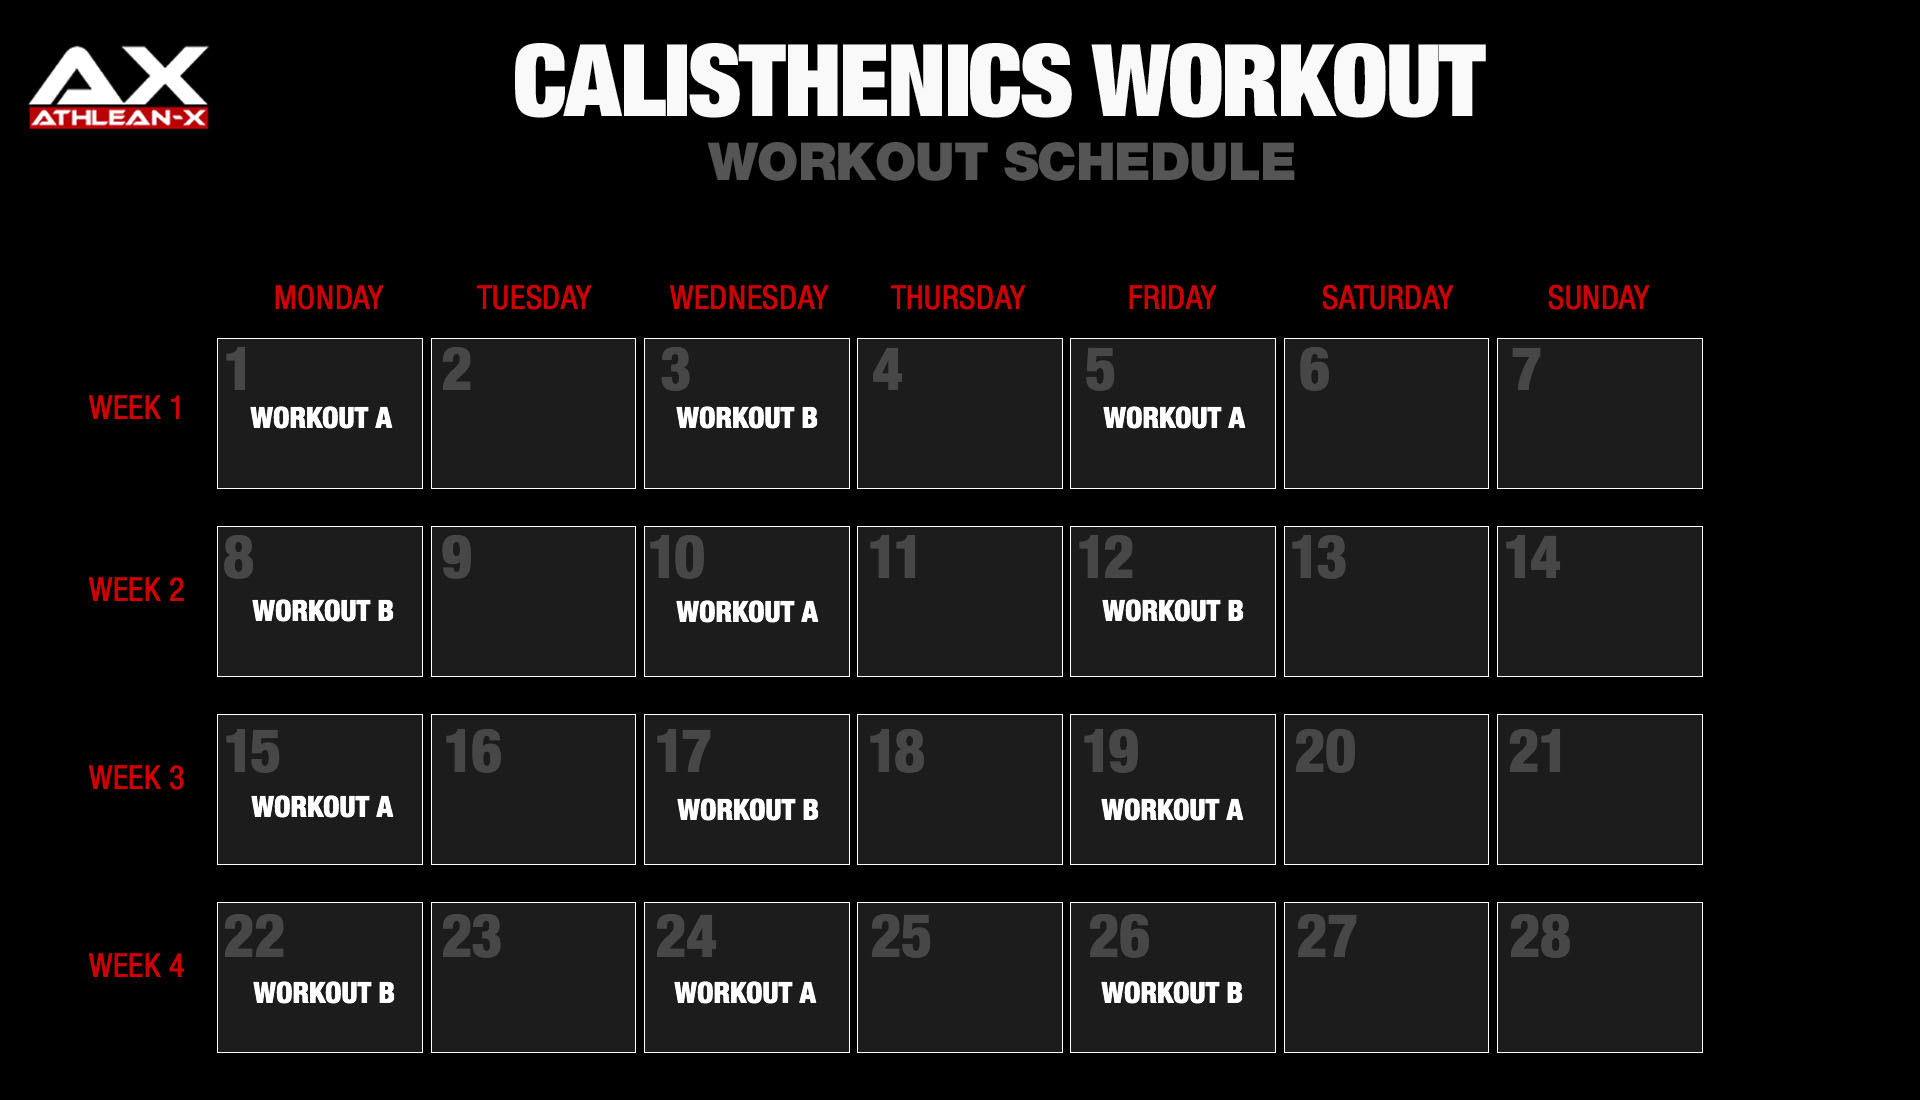 AX
ATHLEAN-X
CALISTHENICS WORKOUT
WORKOUT SCHEDULE
MONDAY TUESDAY WEDNESDAY THURSDAY FRIDAY SATURDAY SUNDAY
WEEK 1
1 2 3 4 5 6 7
WORKOUT A WORKOUT B WORKOUT A
WEEK 2
8 9 10 11 12 13 14
WORKOUT B WORKOUT A WORKOUT B
WEEK 3
15 16 17 18 19 20 21
WORKOUT A WORKOUT B WORKOUT A
WEEK 4
22 23 24 25 26 27 28
WORKOUT B WORKOUT A WORKOUT B